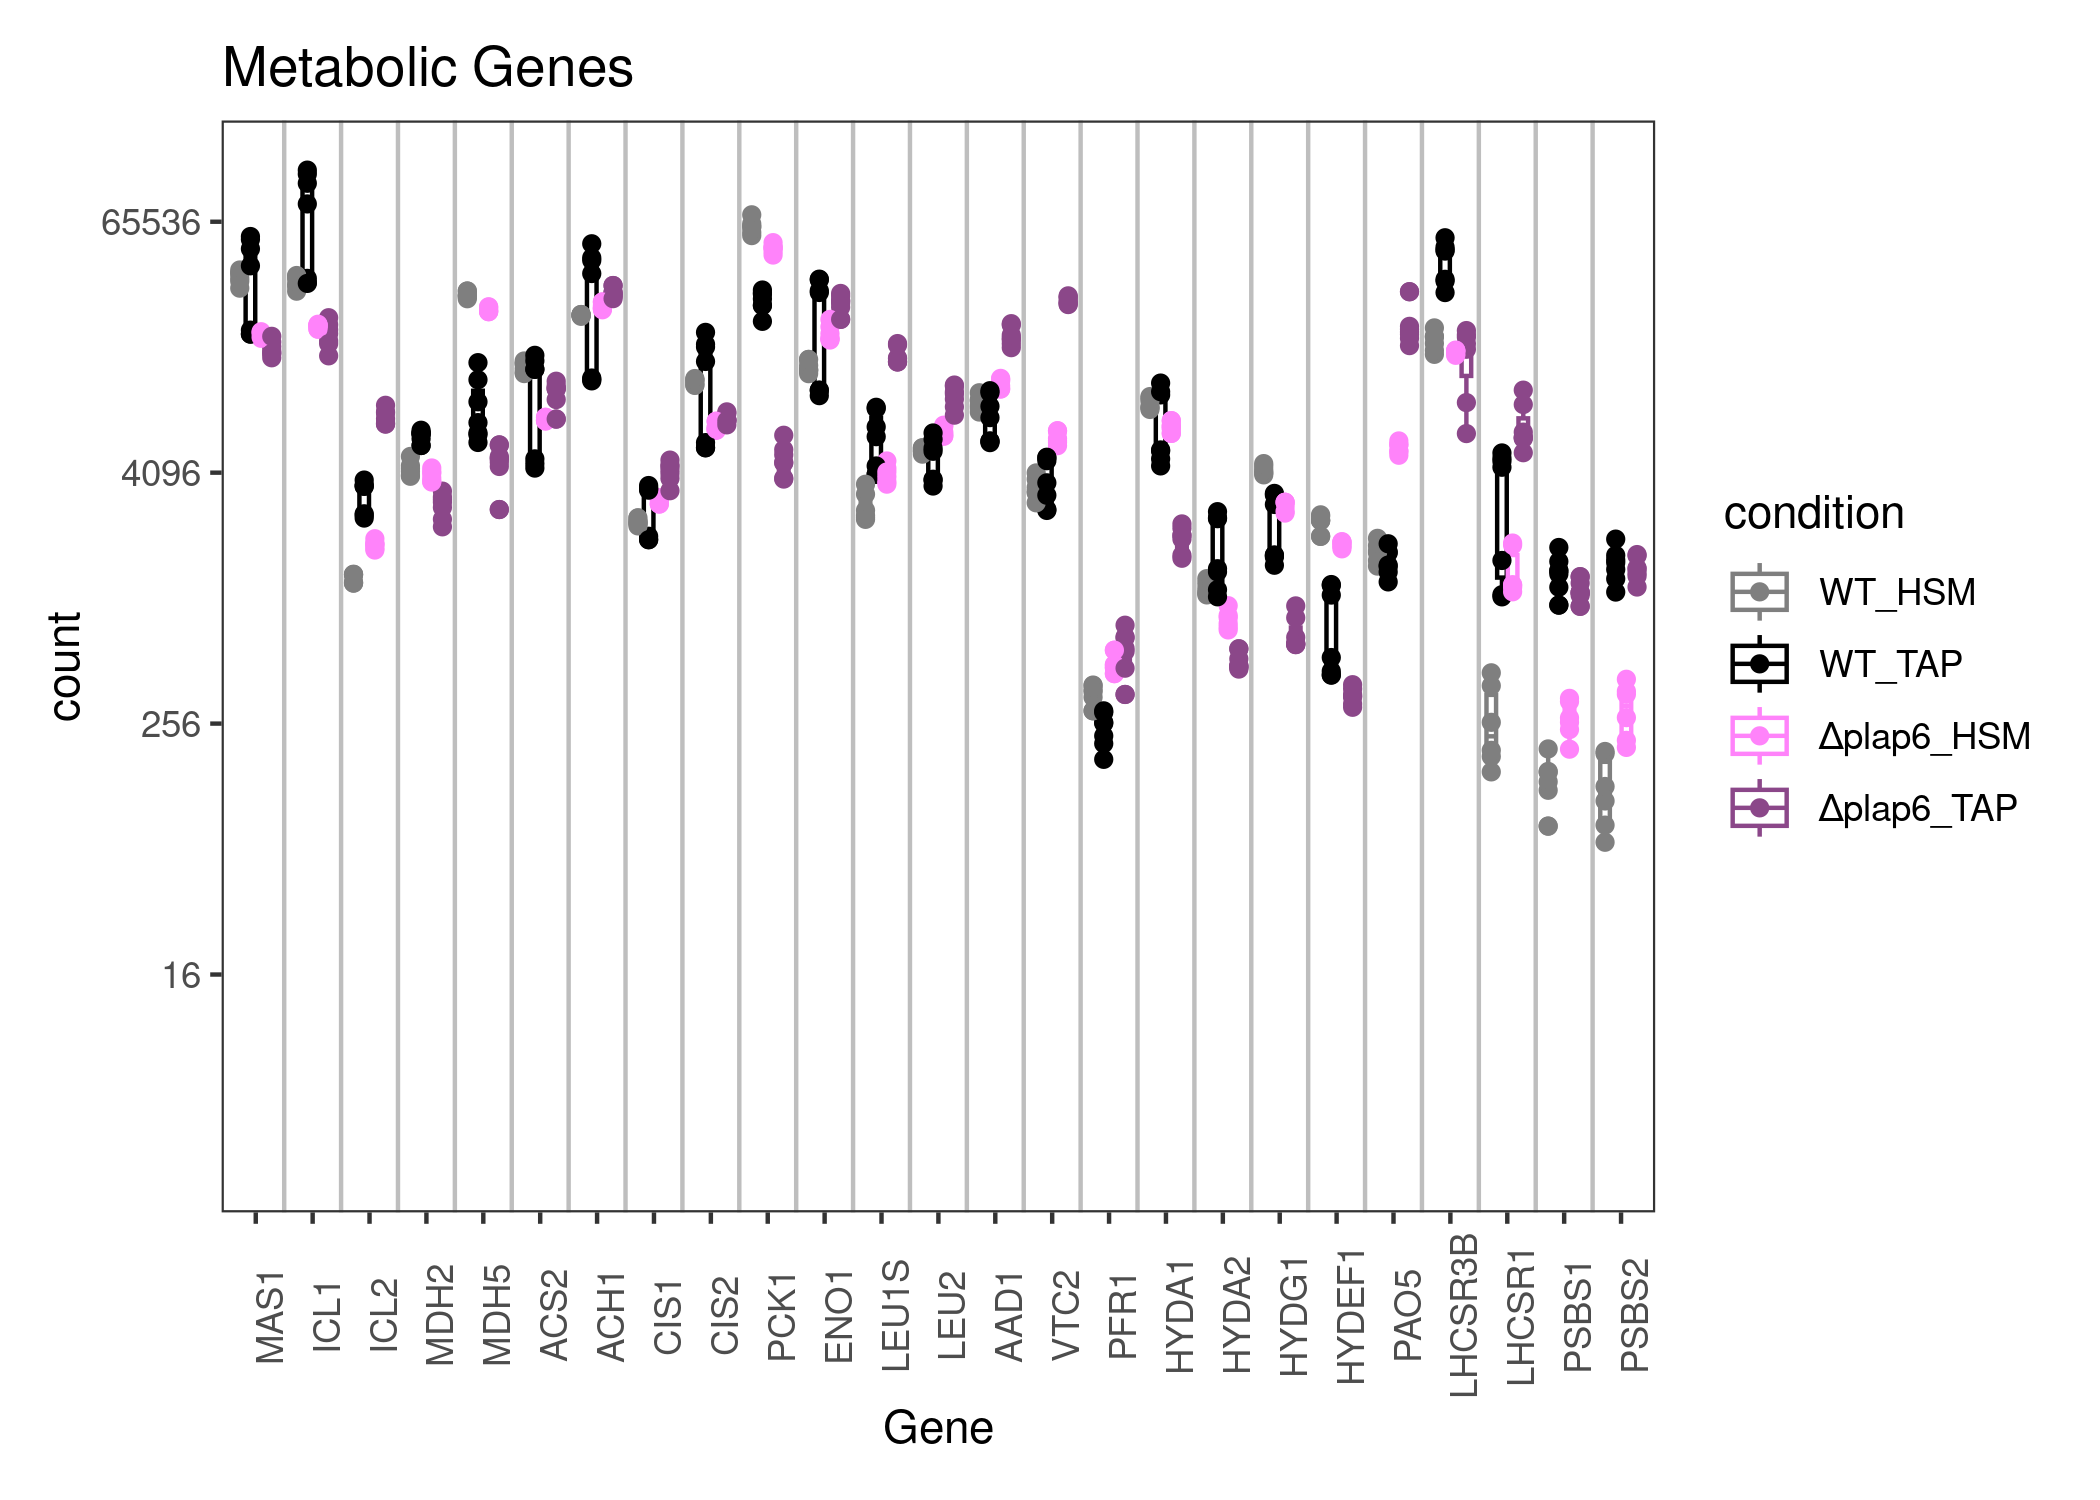 Metabolic Genes
65536
4096
256
16
count
MAS1
ICL1
ICL2
MDH2
MDH5
ACS2
ACH1
CIS1
CIS2
PCK1
ENO1
LEU1S
LEU2
AAD1
VTC2
PFR1
HYDA1
HYDA2
HYDG1
HYDEF1
PAO5
LHCSR3B
LHCSR1
PSBS1
PSBS2
Gene
condition
WT_HSM
WT_TAP
Δplap6_HSM
Δplap6_TAP